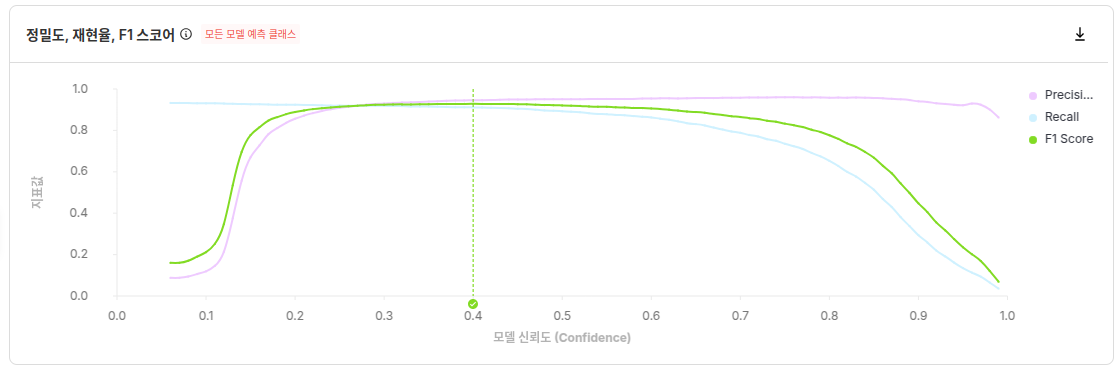 정밀도, 재현율, F1 스코어 모든 모델 예측 클래스
1.0
0.8
0.6
0.4
0.2
0.0
지표값
0.0 0.1 0.2 0.3 0.4 0.5 0.6 0.7 0.8 0.9 1.0
모델 신뢰도 (Confidence)
Precisi...
Recall
F1 Score